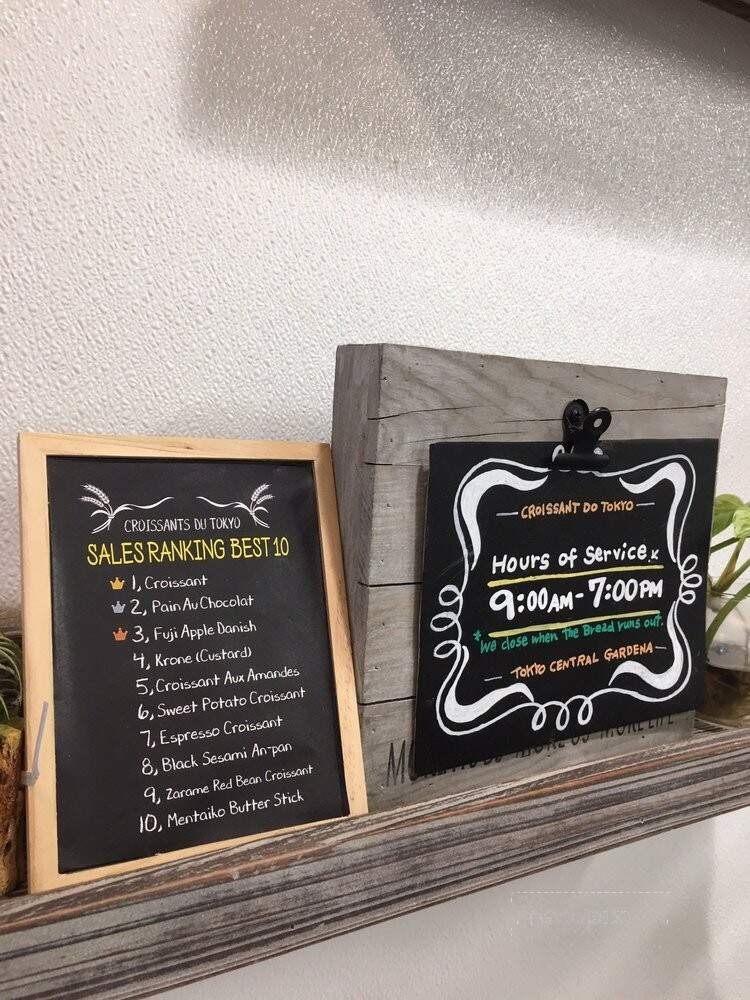 CROISSANTS DU TOKYO
SALES RANKING BEST 10
1, Croissant
2, Pain Au Chocolat
3, Fuji Apple Danish
4, Krone (Custard)
5, Croissant Aux Amandes
6, Sweet Potato Croissant
7, Espresso Croissant
8, Black Sesami An-pan
9, Zarame Red Bean Croissant
10, Mentaiko Butter Stick
CROISSANT DO TOKYO
Hours of Service.
9:00AM-7:00PM
*We close when The Bread runs out.
TOKYO CENTRAL GARDENA
MORE LIFE